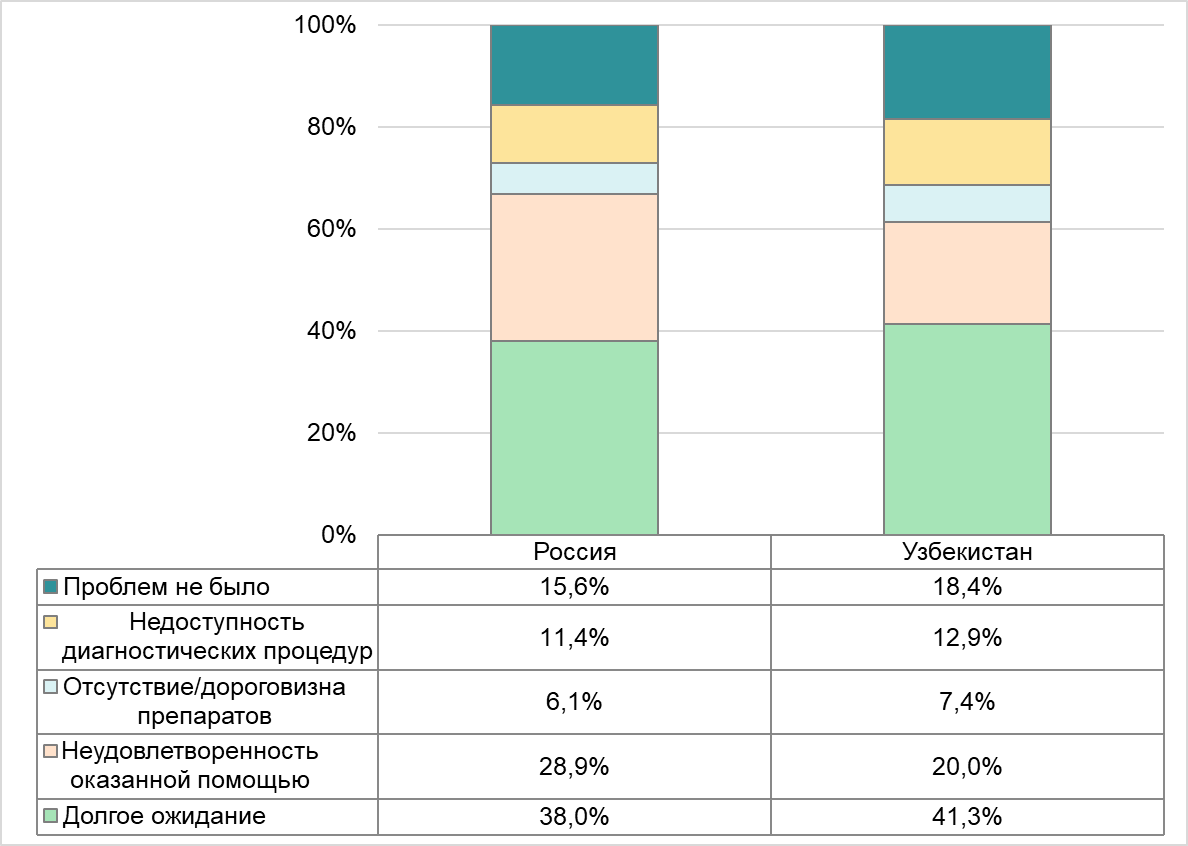 100%
80%
60%
40%
20%
0%
Россия Узбекистан
Проблем не было 15,6% 18,4%
Недоступность
диагностических процедур 11,4% 12,9%
Отсутствие/дороговизна
препаратов 6,1% 7,4%
Неудовлетворенность
оказанной помощью 28,9% 20,0%
Долгое ожидание 38,0% 41,3%